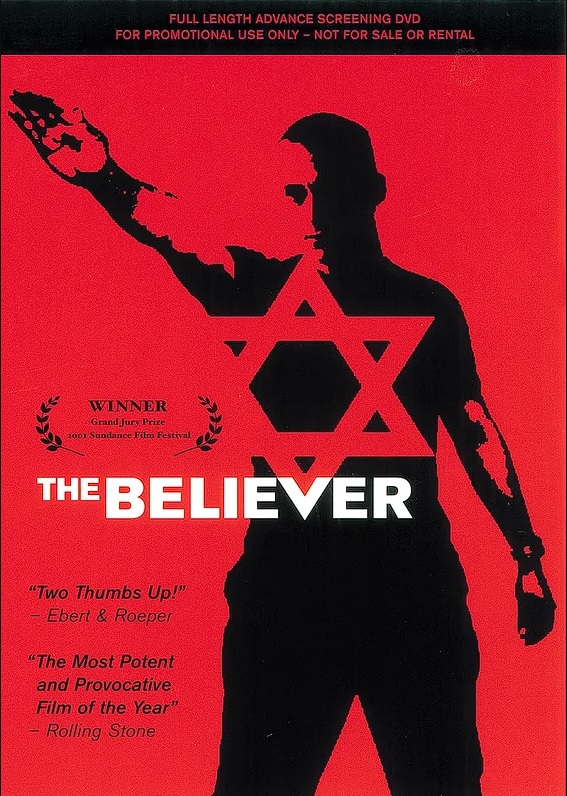 FULL LENGTH ADVANCE SCREENING DVD
FOR PROMOTIONAL USE ONLY – NOT FOR SALE OR RENTAL
WINNER
Grand Jury Prize
2001 Sundance Film Festival
THE BELIEVER
“Two Thumbs Up!”
– Ebert & Roeper
“The Most Potent
and Provocative
Film of the Year”
– Rolling Stone